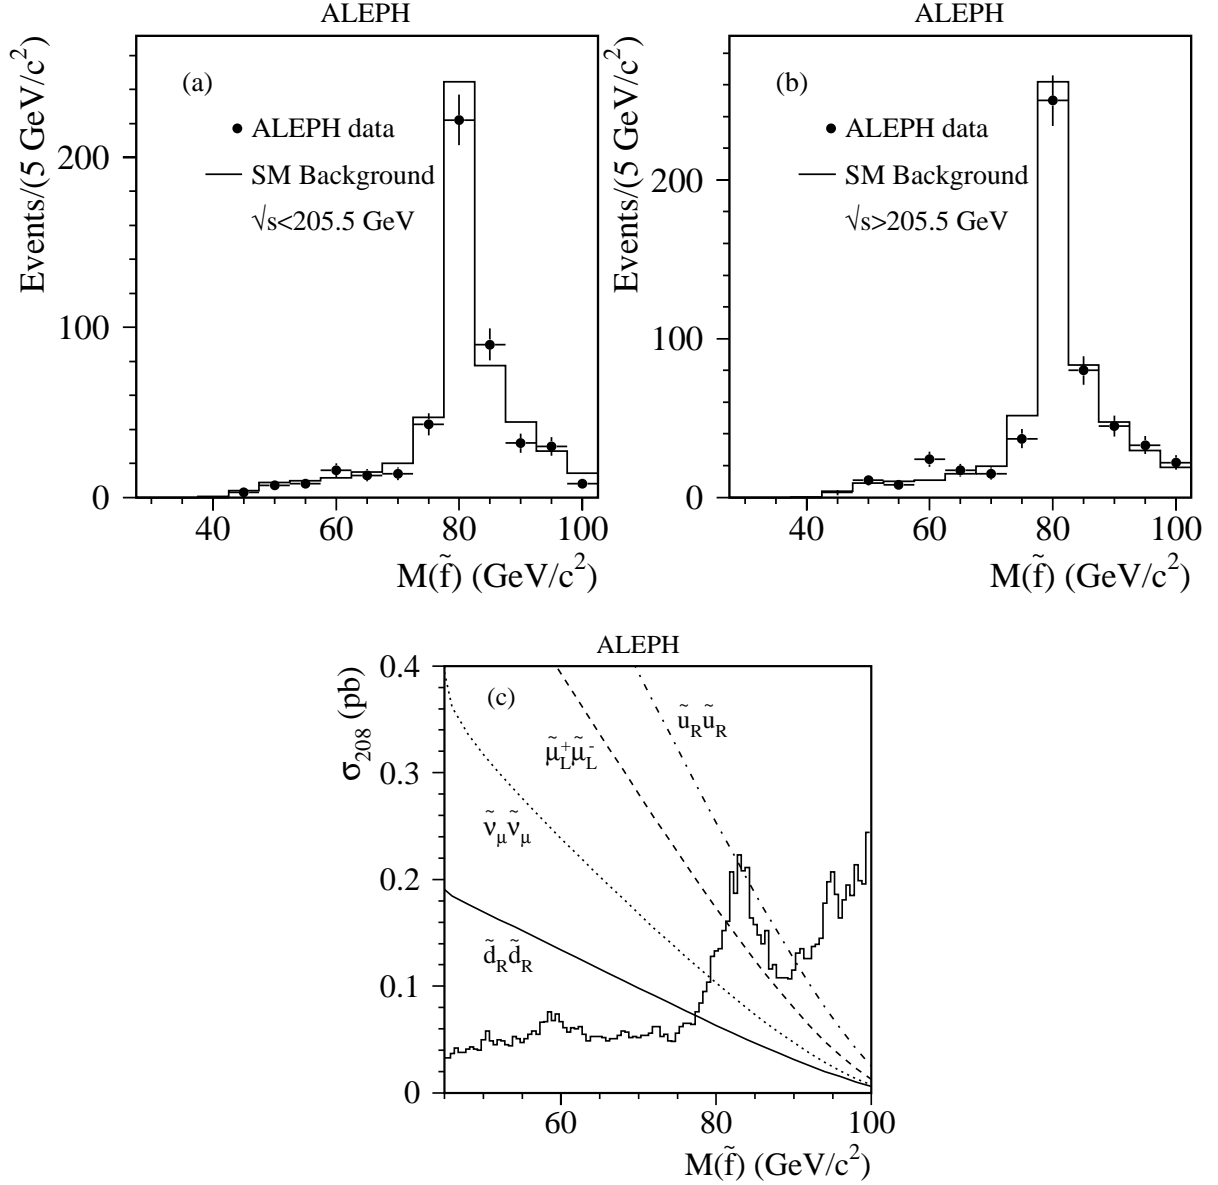 ALEPH
(a)
ALEPH data
SM Background
√s<205.5 GeV
Events/(5 GeV/c²)
200
100
0
40 60 80 100
M(f̃) (GeV/c²)
ALEPH
(b)
ALEPH data
SM Background
√s>205.5 GeV
Events/(5 GeV/c²)
200
100
0
40 60 80 100
M(f̃) (GeV/c²)
ALEPH
(c)
σ₂₀₈ (pb)
0.4
0.3
0.2
0.1
0
ũ_R ũ_R
μ̃_L⁺ μ̃_L⁻
ν̃_μ ν̃_μ
d̃_R d̃_R
60 80 100
M(f̃) (GeV/c²)